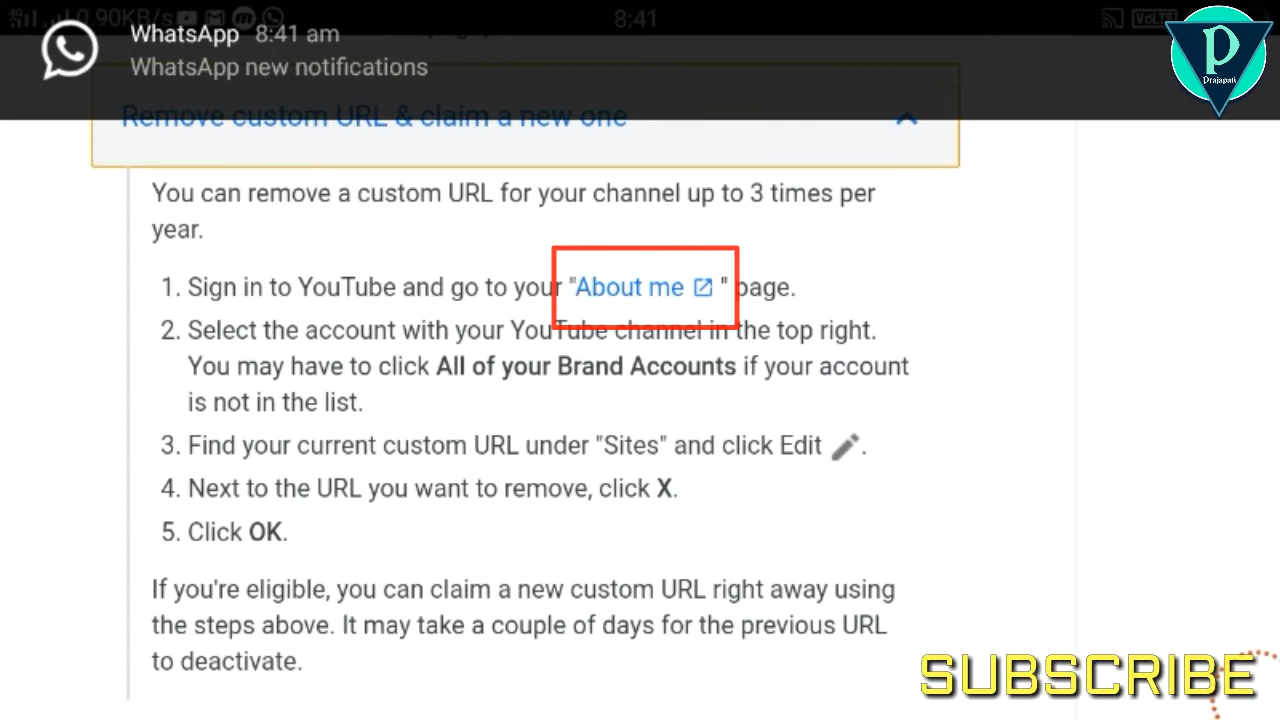 0.90KB/s
8:41
VoLTE
WhatsApp 8:41 am
WhatsApp new notifications
P
Prajapati
Remove custom URL & claim a new one
You can remove a custom URL for your channel up to 3 times per
year.
1. Sign in to YouTube and go to your "About me " page.
2. Select the account with your YouTube channel in the top right.
You may have to click All of your Brand Accounts if your account
is not in the list.
3. Find your current custom URL under "Sites" and click Edit .
4. Next to the URL you want to remove, click X.
5. Click OK.
If you're eligible, you can claim a new custom URL right away using
the steps above. It may take a couple of days for the previous URL
to deactivate.
SUBSCRIBE